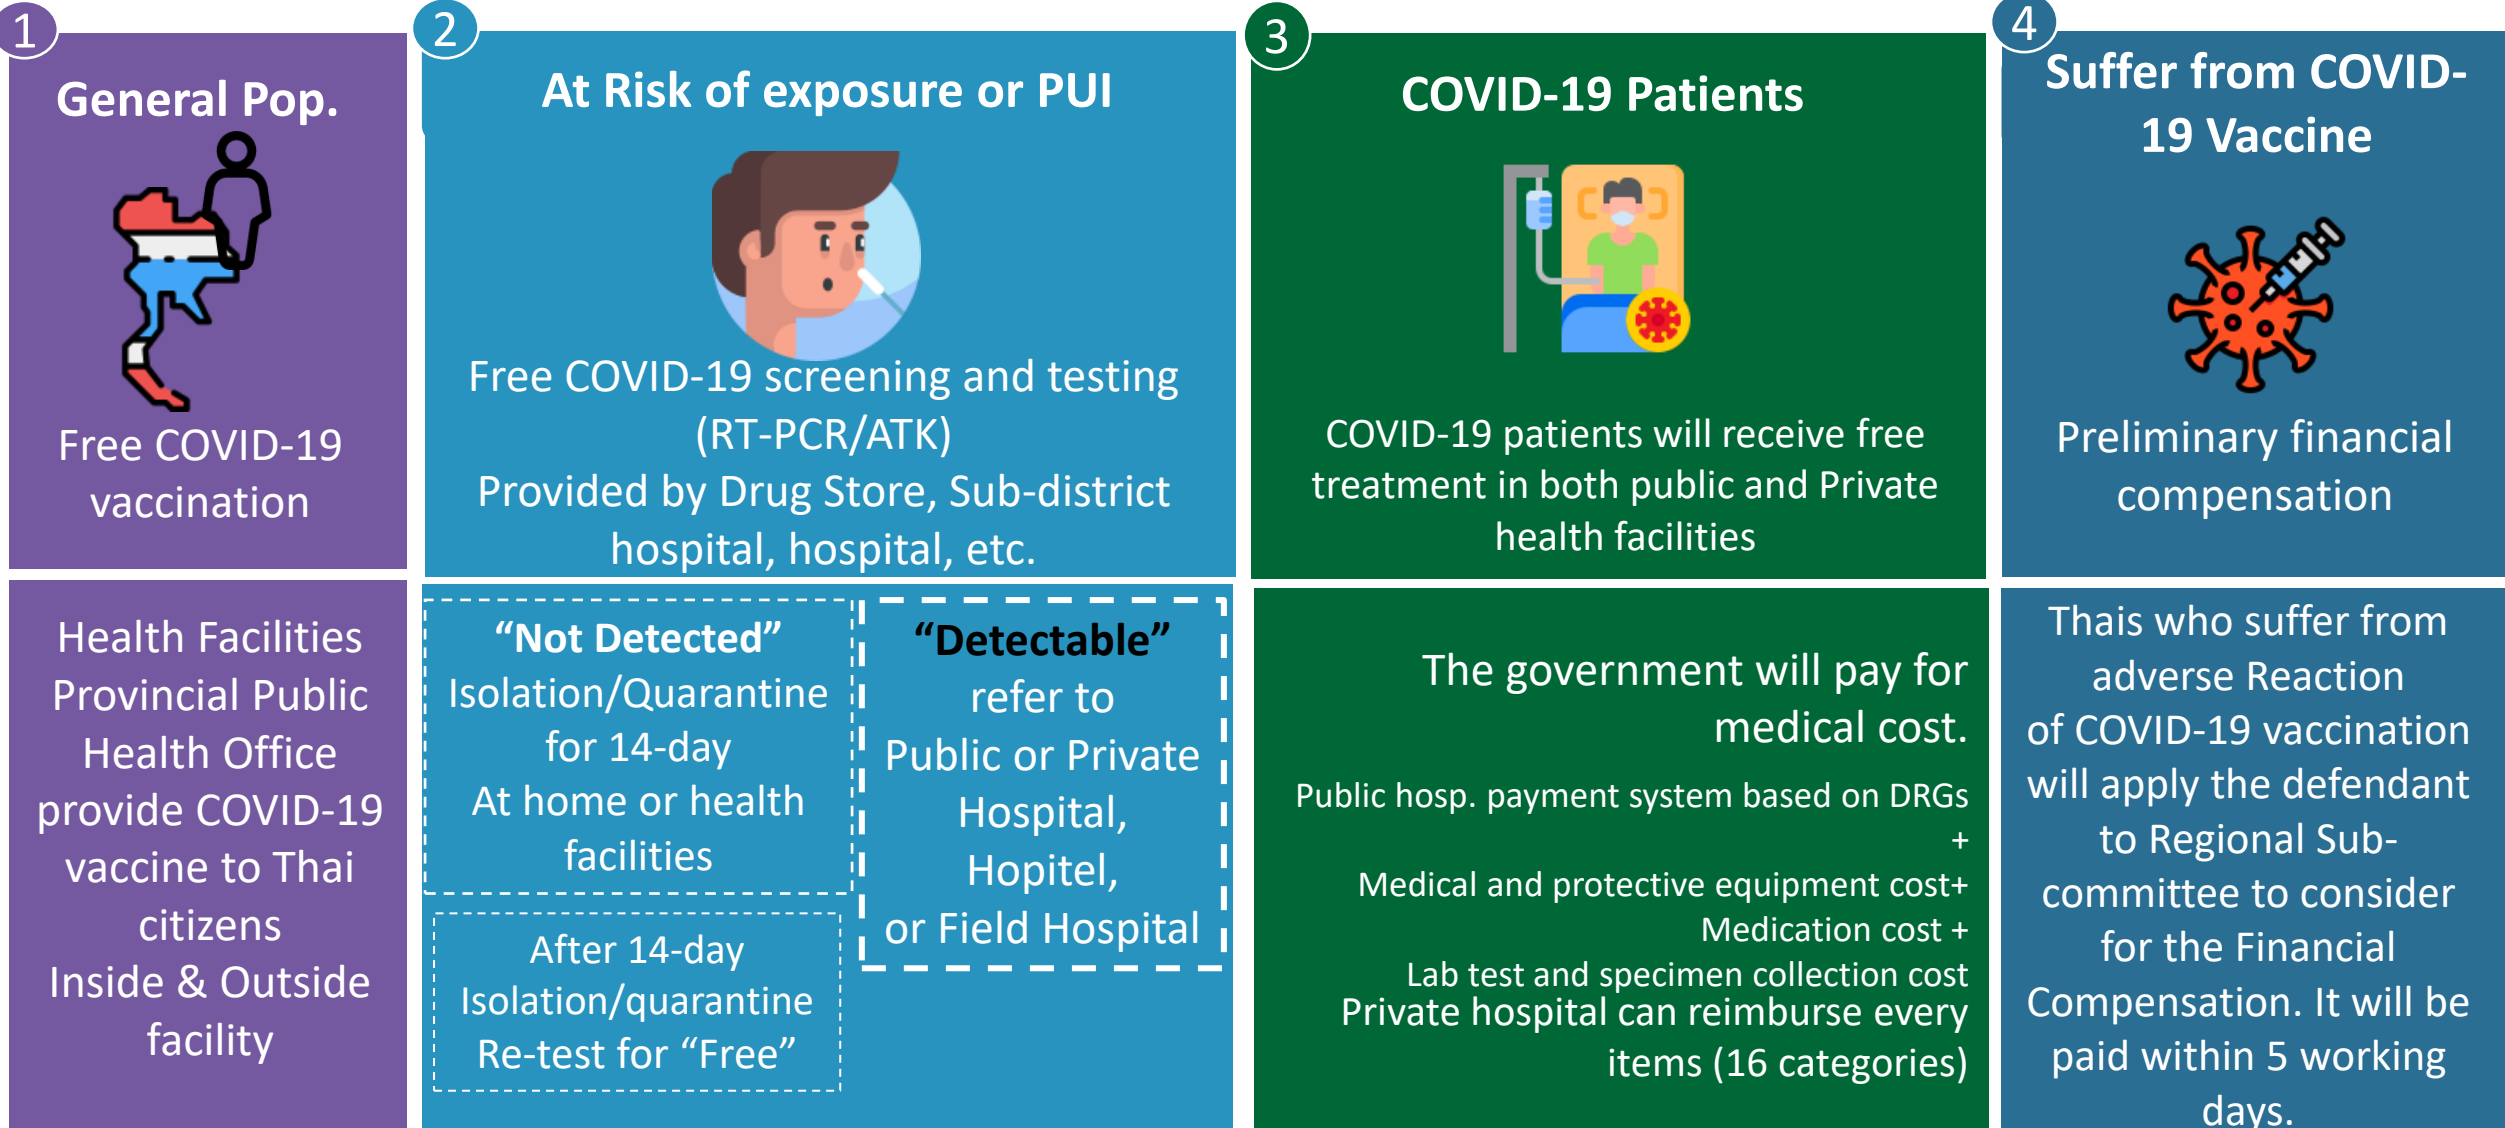 1
General Pop.
Free COVID-19
vaccination
Health Facilities
Provincial Public
Health Office
provide COVID-19
vaccine to Thai
citizens
Inside & Outside
facility
2
At Risk of exposure or PUI
Free COVID-19 screening and testing
(RT-PCR/ATK)
Provided by Drug Store, Sub-district
hospital, hospital, etc.
“Not Detected”
Isolation/Quarantine
for 14-day
At home or health
facilities
After 14-day
Isolation/quarantine
Re-test for “Free”
“Detectable”
refer to
Public or Private
Hospital,
Hopitel,
or Field Hospital
3
COVID-19 Patients
COVID-19 patients will receive free
treatment in both public and Private
health facilities
The government will pay for
medical cost.
Public hosp. payment system based on DRGs
+
Medical and protective equipment cost+
Medication cost +
Lab test and specimen collection cost
Private hospital can reimburse every
items (16 categories)
4
Suffer from COVID-
19 Vaccine
Preliminary financial
compensation
Thais who suffer from
adverse Reaction
of COVID-19 vaccination
will apply the defendant
to Regional Sub-
committee to consider
for the Financial
Compensation. It will be
paid within 5 working
days.